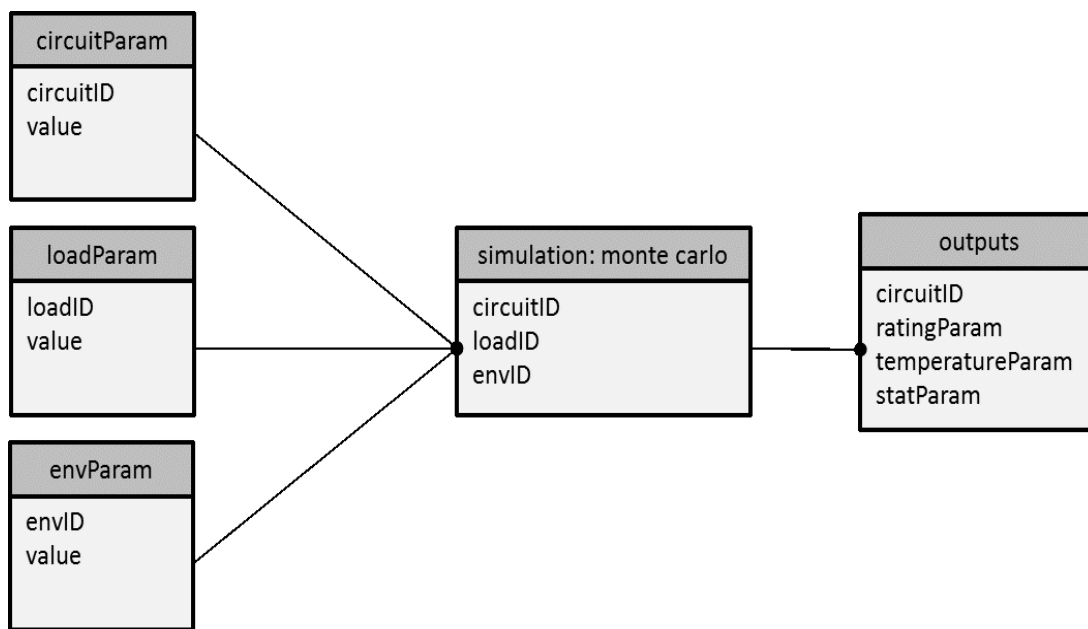 circuitParam
circuitID
value
loadParam
loadID
value
envParam
envID
value
simulation: monte carlo
circuitID
loadID
envID
outputs
circuitID
ratingParam
temperatureParam
statParam